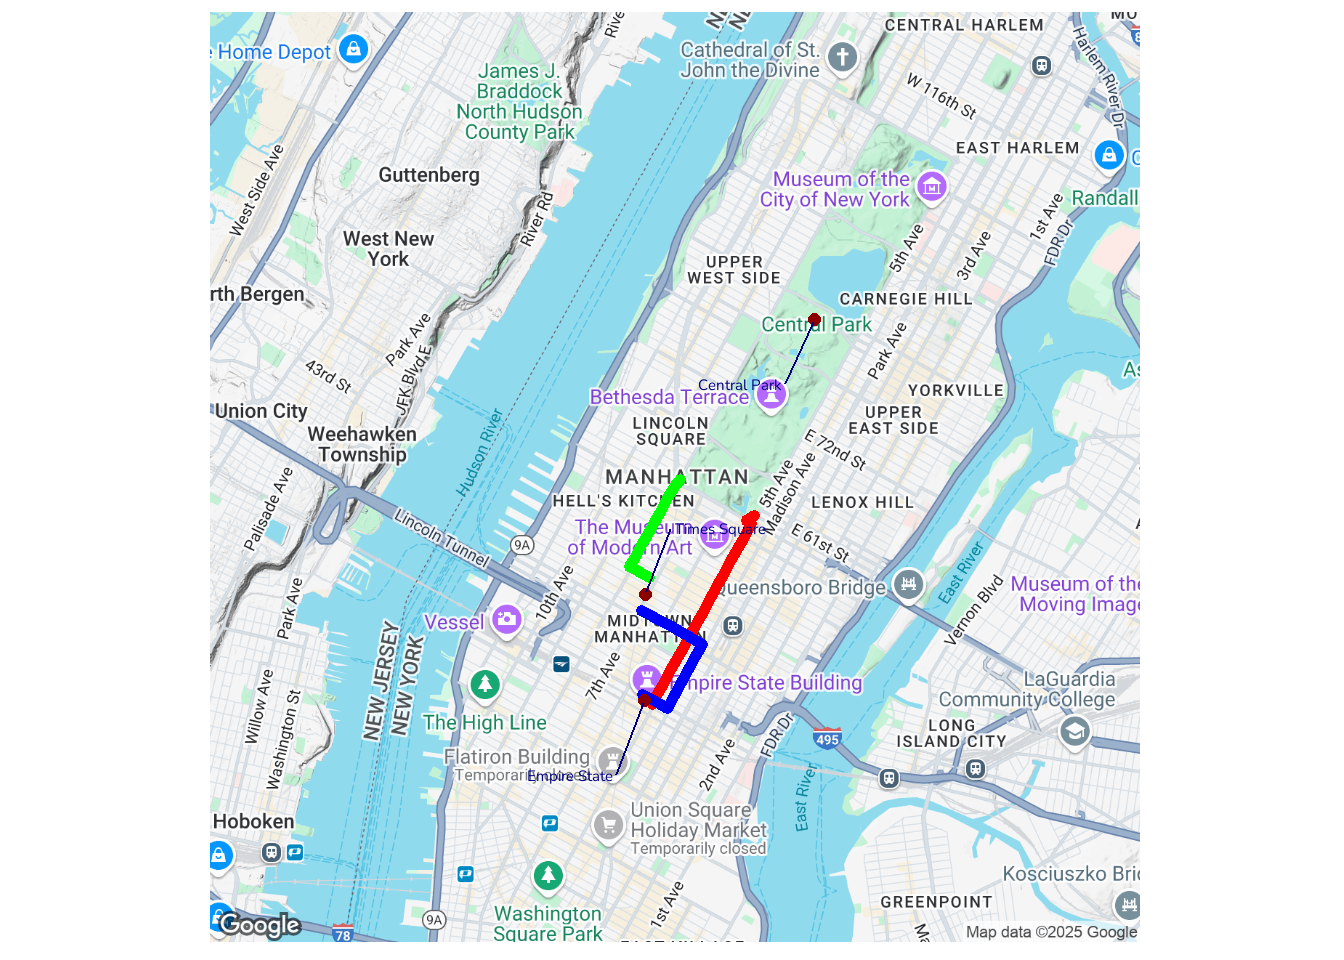 CENTRAL HARLEM
MO
Home Depot
Cathedral of St.
John the Divine
Harlem River Dr
James J.
Braddock
North Hudson
County Park
W 116th St
EAST HARLEM
West Side Ave
Guttenberg
Museum of the
City of New York
Randall
River Rd
1st Ave
5th Ave
FDR Dr
3rd Ave
West New
York
UPPER
WEST SIDE
rth Bergen
CARNEGIE HILL
Central Park
Park Ave
Park Ave
JFK Blvd E
43rd St
As
Central Park
Bethesda Terrace
YORKVILLE
Union City
UPPER
EAST SIDE
LINCOLN
SQUARE
Weehawken
Township
E 72nd St
Hudson River
MANHATTAN
5th Ave
Madison Ave
HELL'S KITCHEN
LENOX HILL
Palisade Ave
Lincoln Tunnel
The Museum
of Modern Art
Times Square
E 61st St
9A
East River
Queensboro Bridge
Museum of the
Moving Image
10th Ave
Park Ave
Vernon Blvd
Vessel
MIDTOWN
MANHATTAN
NEW JERSEY
NEW YORK
7th Ave
Empire State Building
LaGuardia
Community College
Willow Ave
Washington St
The High Line
LONG
ISLAND CITY
FDR Dr
495
2nd Ave
Flatiron Building
Temporarily closed
Empire State
East River
Union Square
Holiday Market
Temporarily closed
Hoboken
Kosciuszko Bri
1st Ave
GREENPOINT
Washington
Square Park
9A
78
Google
Map data ©2025 Google